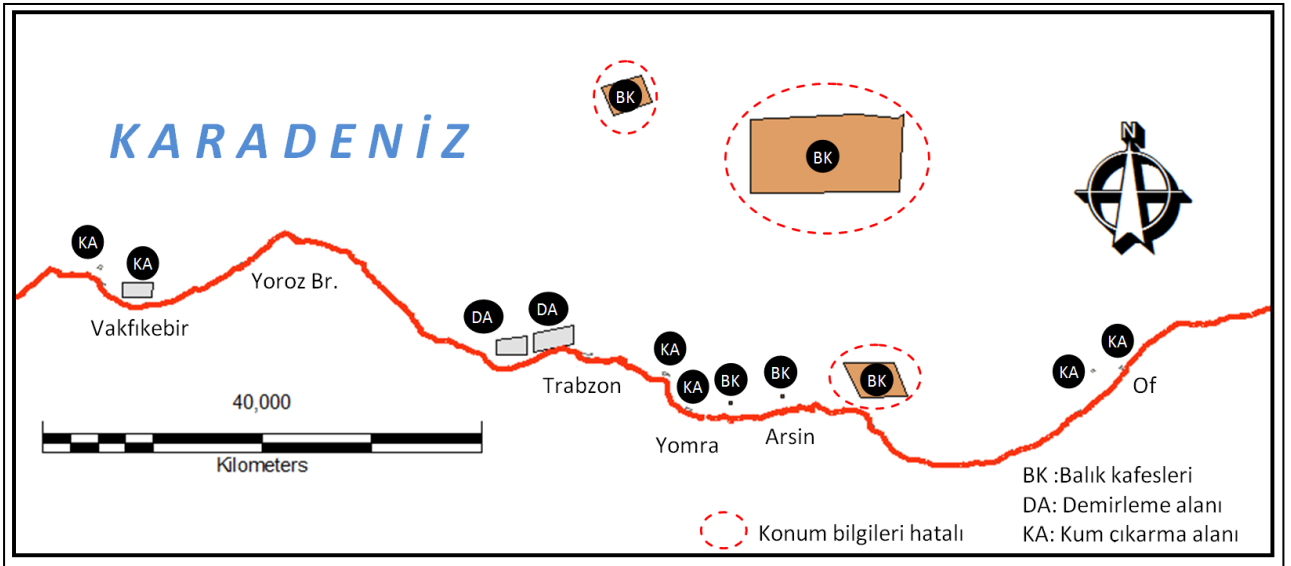 BK
N
BK
KARADENİZ
KA
KA
Yoroz Br.
Vakfıkebir
DA
DA
Trabzon
KA
KA
BK
BK
BK
KA
KA
Of
Yomra
Arsin
40,000
Kilometers
BK :Balık kafesleri
DA: Demirleme alanı
KA: Kum cıkarma alanı
Konum bilgileri hatalı